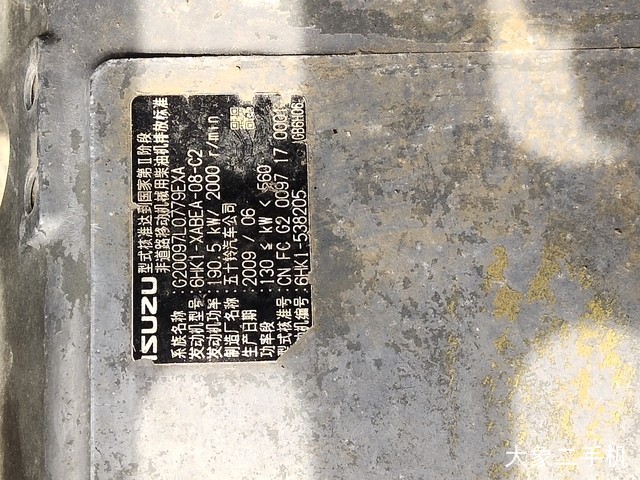 ISUZU
型式核准达到国家第Ⅱ阶段
非道路移动机械用柴油机排放标准
系族名称 :G20097L0779EXA
发动机型号:6HK1-XABEA-08-C2
发动机功率:190.5 kW/ 2000 r/min
制造厂名称:五十铃汽车公司
生产日期 :2009 / 06
功率段 :130 ≤ kW < 560
型式核准号:CN FC G2 0097 17 0001
机编号:6HK1-538205
大象二手机